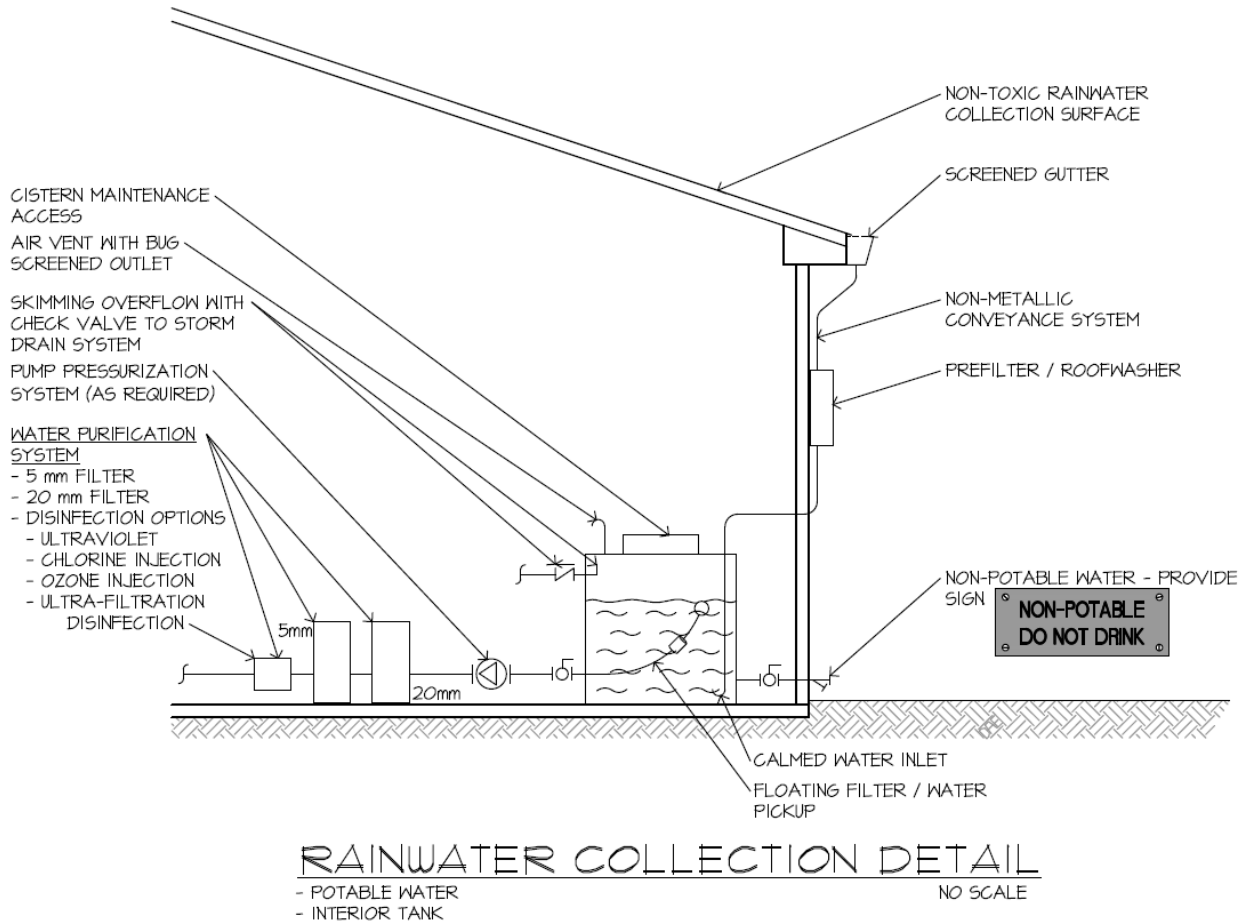 NON-TOXIC RAINWATER
COLLECTION SURFACE
SCREENED GUTTER
CISTERN MAINTENANCE
ACCESS
AIR VENT WITH BUG
SCREENED OUTLET
SKIMMING OVERFLOW WITH
CHECK VALVE TO STORM
DRAIN SYSTEM
PUMP PRESSURIZATION
SYSTEM (AS REQUIRED)
WATER PURIFICATION
SYSTEM
- 5 mm FILTER
- 20 mm FILTER
- DISINFECTION OPTIONS
- ULTRAVIOLET
- CHLORINE INJECTION
- OZONE INJECTION
- ULTRA-FILTRATION
DISINFECTION
5mm
20mm
NON-METALLIC
CONVEYANCE SYSTEM
PREFILTER / ROOFWASHER
NON-POTABLE WATER - PROVIDE
SIGN
NON-POTABLE
DO NOT DRINK
CALMED WATER INLET
FLOATING FILTER / WATER
PICKUP
RAINWATER COLLECTION DETAIL
- POTABLE WATER
- INTERIOR TANK
NO SCALE